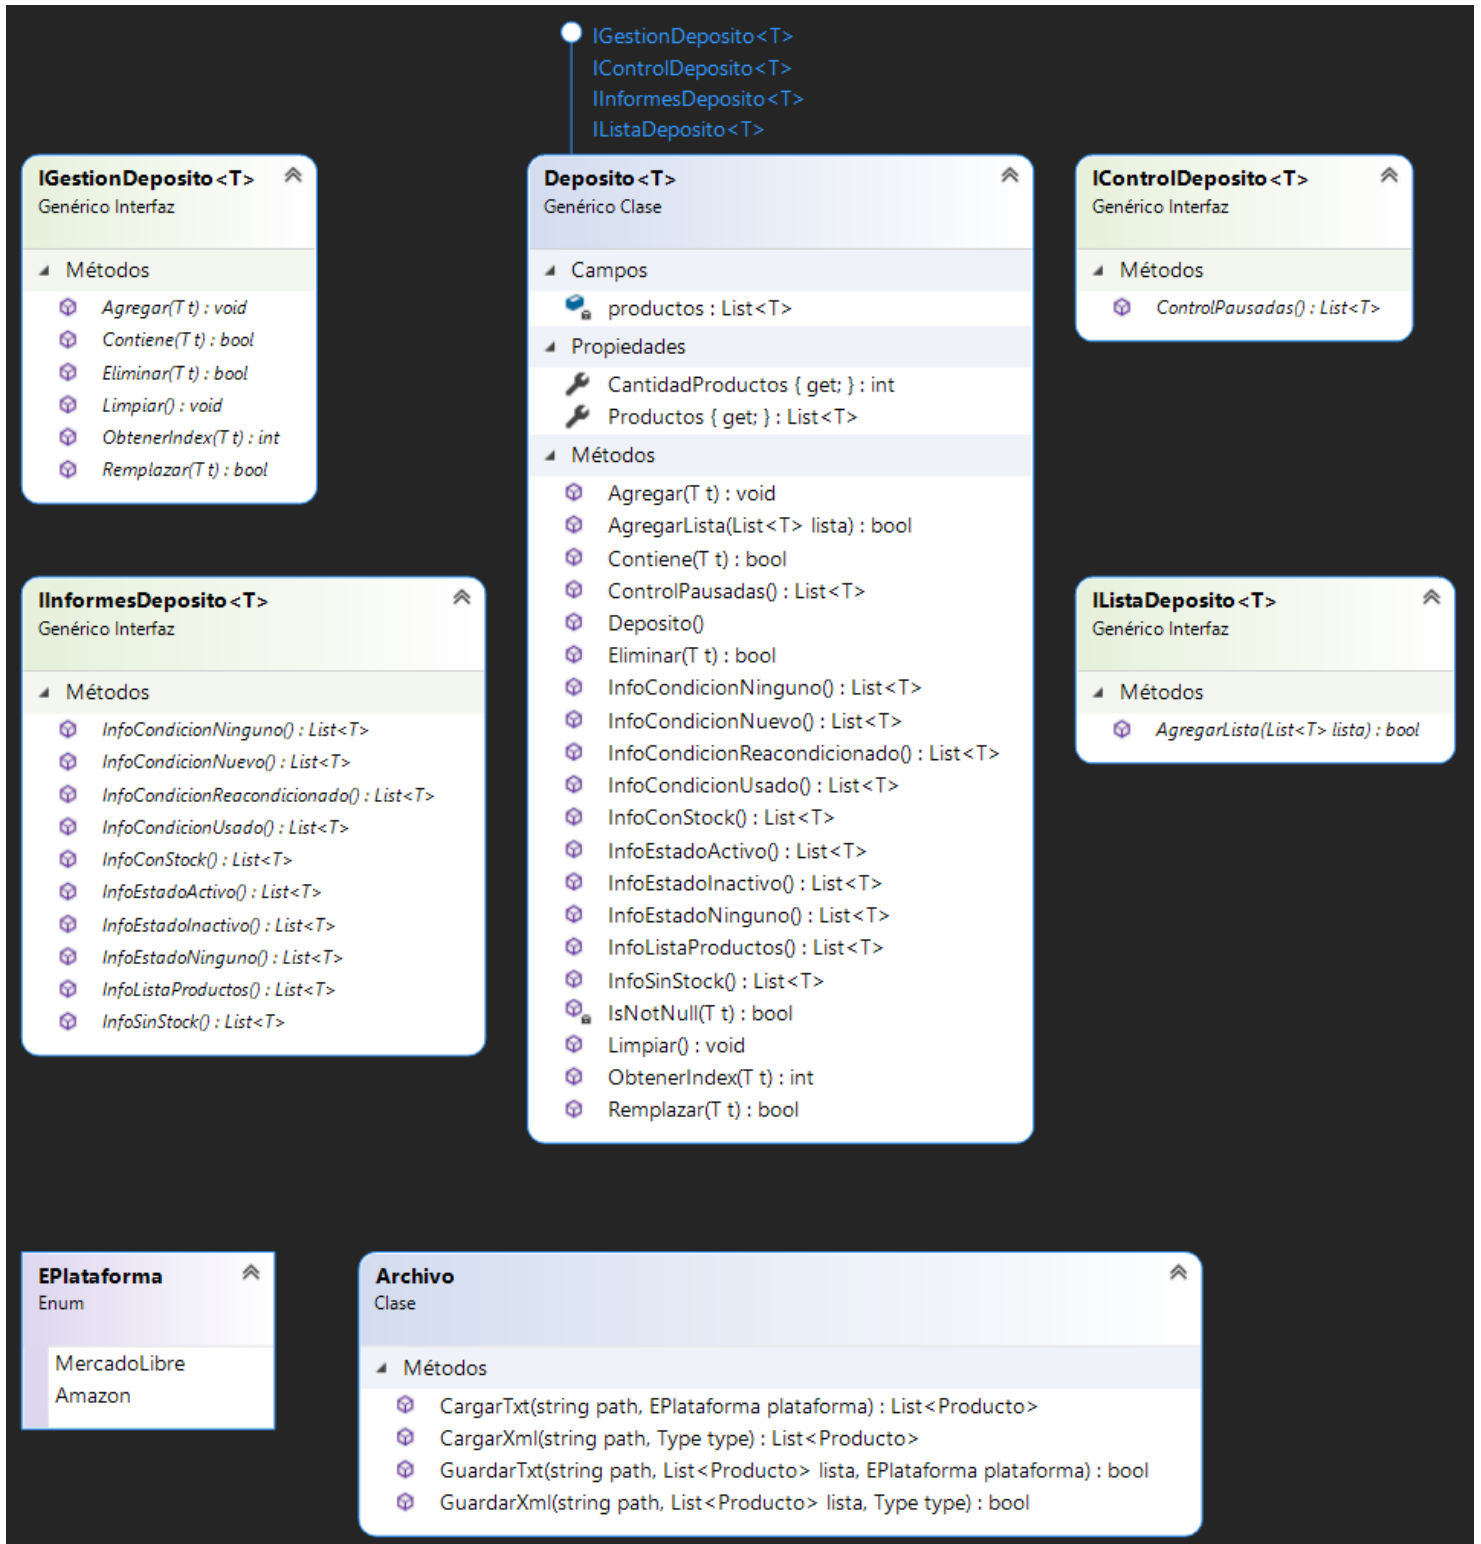 IGestionDeposito<T>
IControlDeposito<T>
IInformesDeposito<T>
IListaDeposito<T>
IGestionDeposito<T>
Genérico Interfaz
Métodos
Agregar(T t) : void
Contiene(T t) : bool
Eliminar(T t) : bool
Limpiar() : void
ObtenerIndex(T t) : int
Remplazar(T t) : bool
Deposito<T>
Genérico Clase
Campos
productos : List<T>
Propiedades
CantidadProductos { get; } : int
Productos { get; } : List<T>
Métodos
Agregar(T t) : void
AgregarLista(List<T> lista) : bool
Contiene(T t) : bool
ControlPausadas() : List<T>
Deposito()
Eliminar(T t) : bool
InfoCondicionNinguno() : List<T>
InfoCondicionNuevo() : List<T>
InfoCondicionReacondicionado() : List<T>
InfoCondicionUsado() : List<T>
InfoConStock() : List<T>
InfoEstadoActivo() : List<T>
InfoEstadoInactivo() : List<T>
InfoEstadoNinguno() : List<T>
InfoListaProductos() : List<T>
InfoSinStock() : List<T>
IsNotNull(T t) : bool
Limpiar() : void
ObtenerIndex(T t) : int
Remplazar(T t) : bool
IControlDeposito<T>
Genérico Interfaz
Métodos
ControlPausadas() : List<T>
IInformesDeposito<T>
Genérico Interfaz
Métodos
InfoCondicionNinguno() : List<T>
InfoCondicionNuevo() : List<T>
InfoCondicionReacondicionado() : List<T>
InfoCondicionUsado() : List<T>
InfoConStock() : List<T>
InfoEstadoActivo() : List<T>
InfoEstadoInactivo() : List<T>
InfoEstadoNinguno() : List<T>
InfoListaProductos() : List<T>
InfoSinStock() : List<T>
IListaDeposito<T>
Genérico Interfaz
Métodos
AgregarLista(List<T> lista) : bool
EPlataforma
Enum
MercadoLibre
Amazon
Archivo
Clase
Métodos
CargarTxt(string path, EPlataforma plataforma) : List<Producto>
CargarXml(string path, Type type) : List<Producto>
GuardarTxt(string path, List<Producto> lista, EPlataforma plataforma) : bool
GuardarXml(string path, List<Producto> lista, Type type) : bool